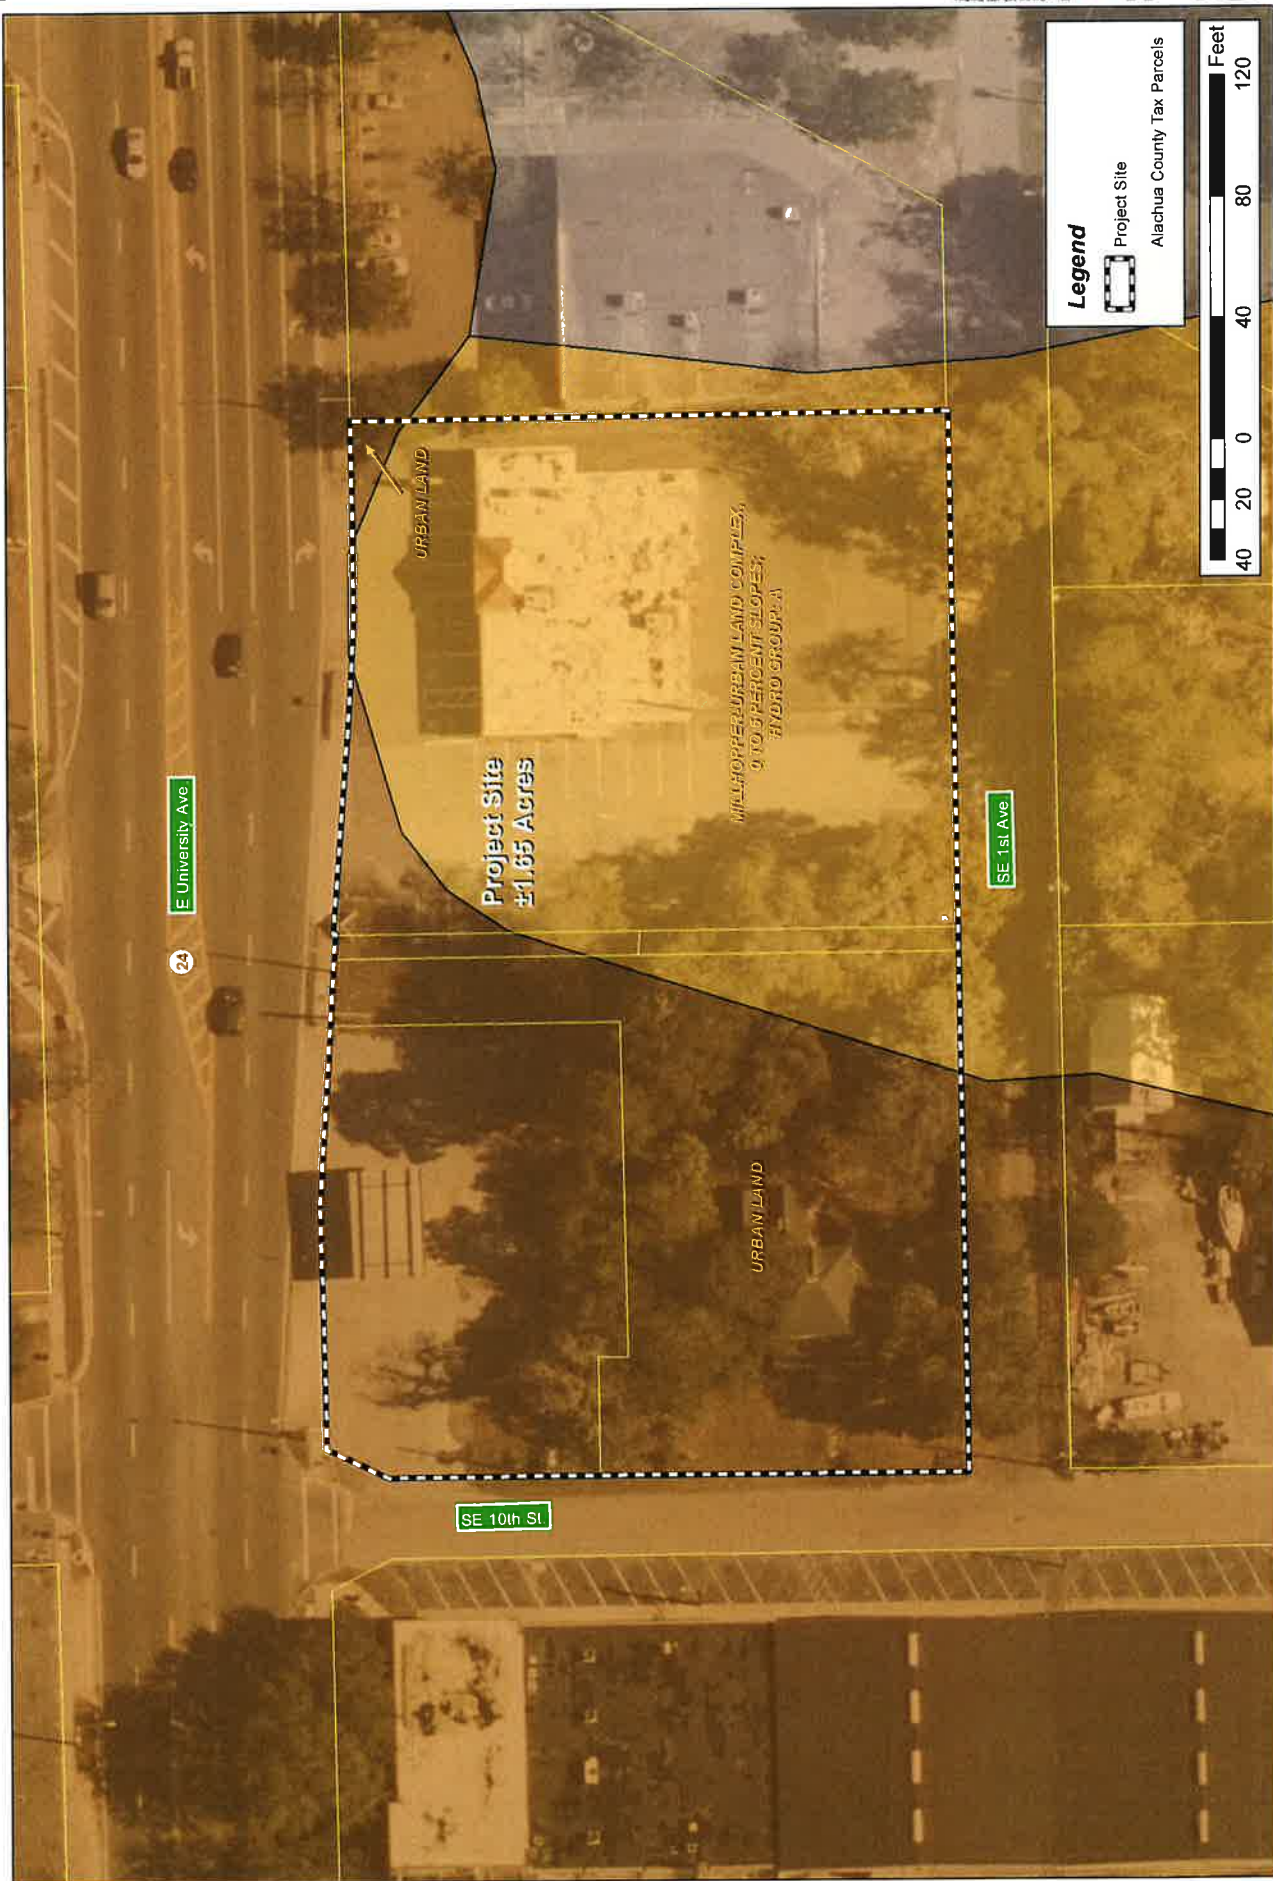 E University Ave.
24
URBAN LAND
Project Site
±1.65 Acres
MILLHOPPER-URBAN LAND COMPLEX,
0 TO 5 PERCENT SLOPES;
HYDRO GROUP: A
URBAN LAND
SE 1st Ave.
SE 10th St.
Legend
Project Site
Alachua County Tax Parcels
40 20 0 40 80 120
Feet